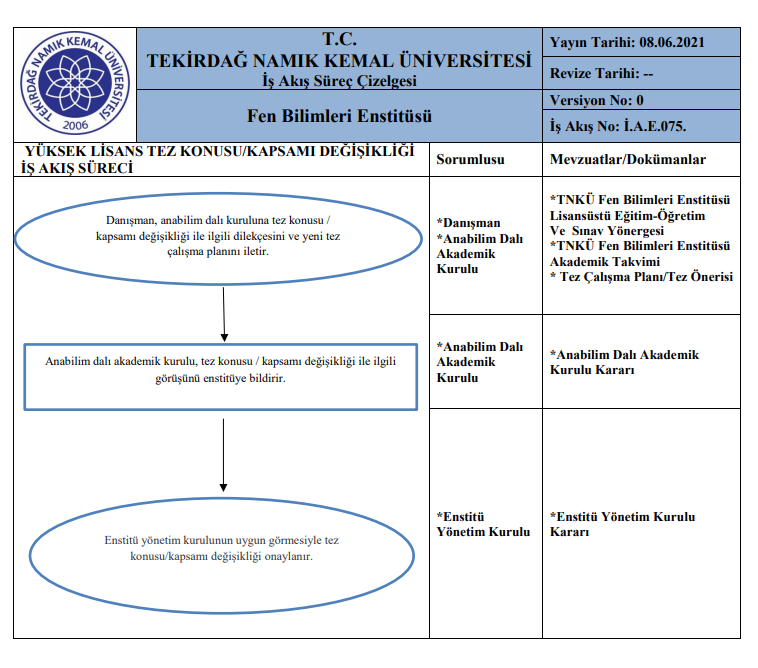 TEKİRDAĞ NAMIK KEMAL ÜNİVERSİTESİ
2006
T.C.
TEKİRDAĞ NAMIK KEMAL ÜNİVERSİTESİ
İş Akış Süreç Çizelgesi
Fen Bilimleri Enstitüsü
Yayın Tarihi: 08.06.2021
Revize Tarihi: --
Versiyon No: 0
İş Akış No: İ.A.E.075.
YÜKSEK LİSANS TEZ KONUSU/KAPSAMI DEĞİŞİKLİĞİ
İŞ AKIŞ SÜRECİ
Sorumlusu
Mevzuatlar/Dokümanlar
Danışman, anabilim dalı kuruluna tez konusu /
kapsamı değişikliği ile ilgili dilekçesini ve yeni tez
çalışma planını iletir.
*Danışman
*Anabilim Dalı
Akademik
Kurulu
*TNKÜ Fen Bilimleri Enstitüsü
Lisansüstü Eğitim-Öğretim
Ve Sınav Yönergesi
*TNKÜ Fen Bilimleri Enstitüsü
Akademik Takvimi
* Tez Çalışma Planı/Tez Önerisi
Anabilim dalı akademik kurulu, tez konusu / kapsamı değişikliği ile ilgili
görüşünü enstitüye bildirir.
*Anabilim Dalı
Akademik
Kurulu
*Anabilim Dalı Akademik
Kurulu Kararı
Enstitü yönetim kurulunun uygun görmesiyle tez
konusu/kapsamı değişikliği onaylanır.
*Enstitü
Yönetim Kurulu
*Enstitü Yönetim Kurulu
Kararı